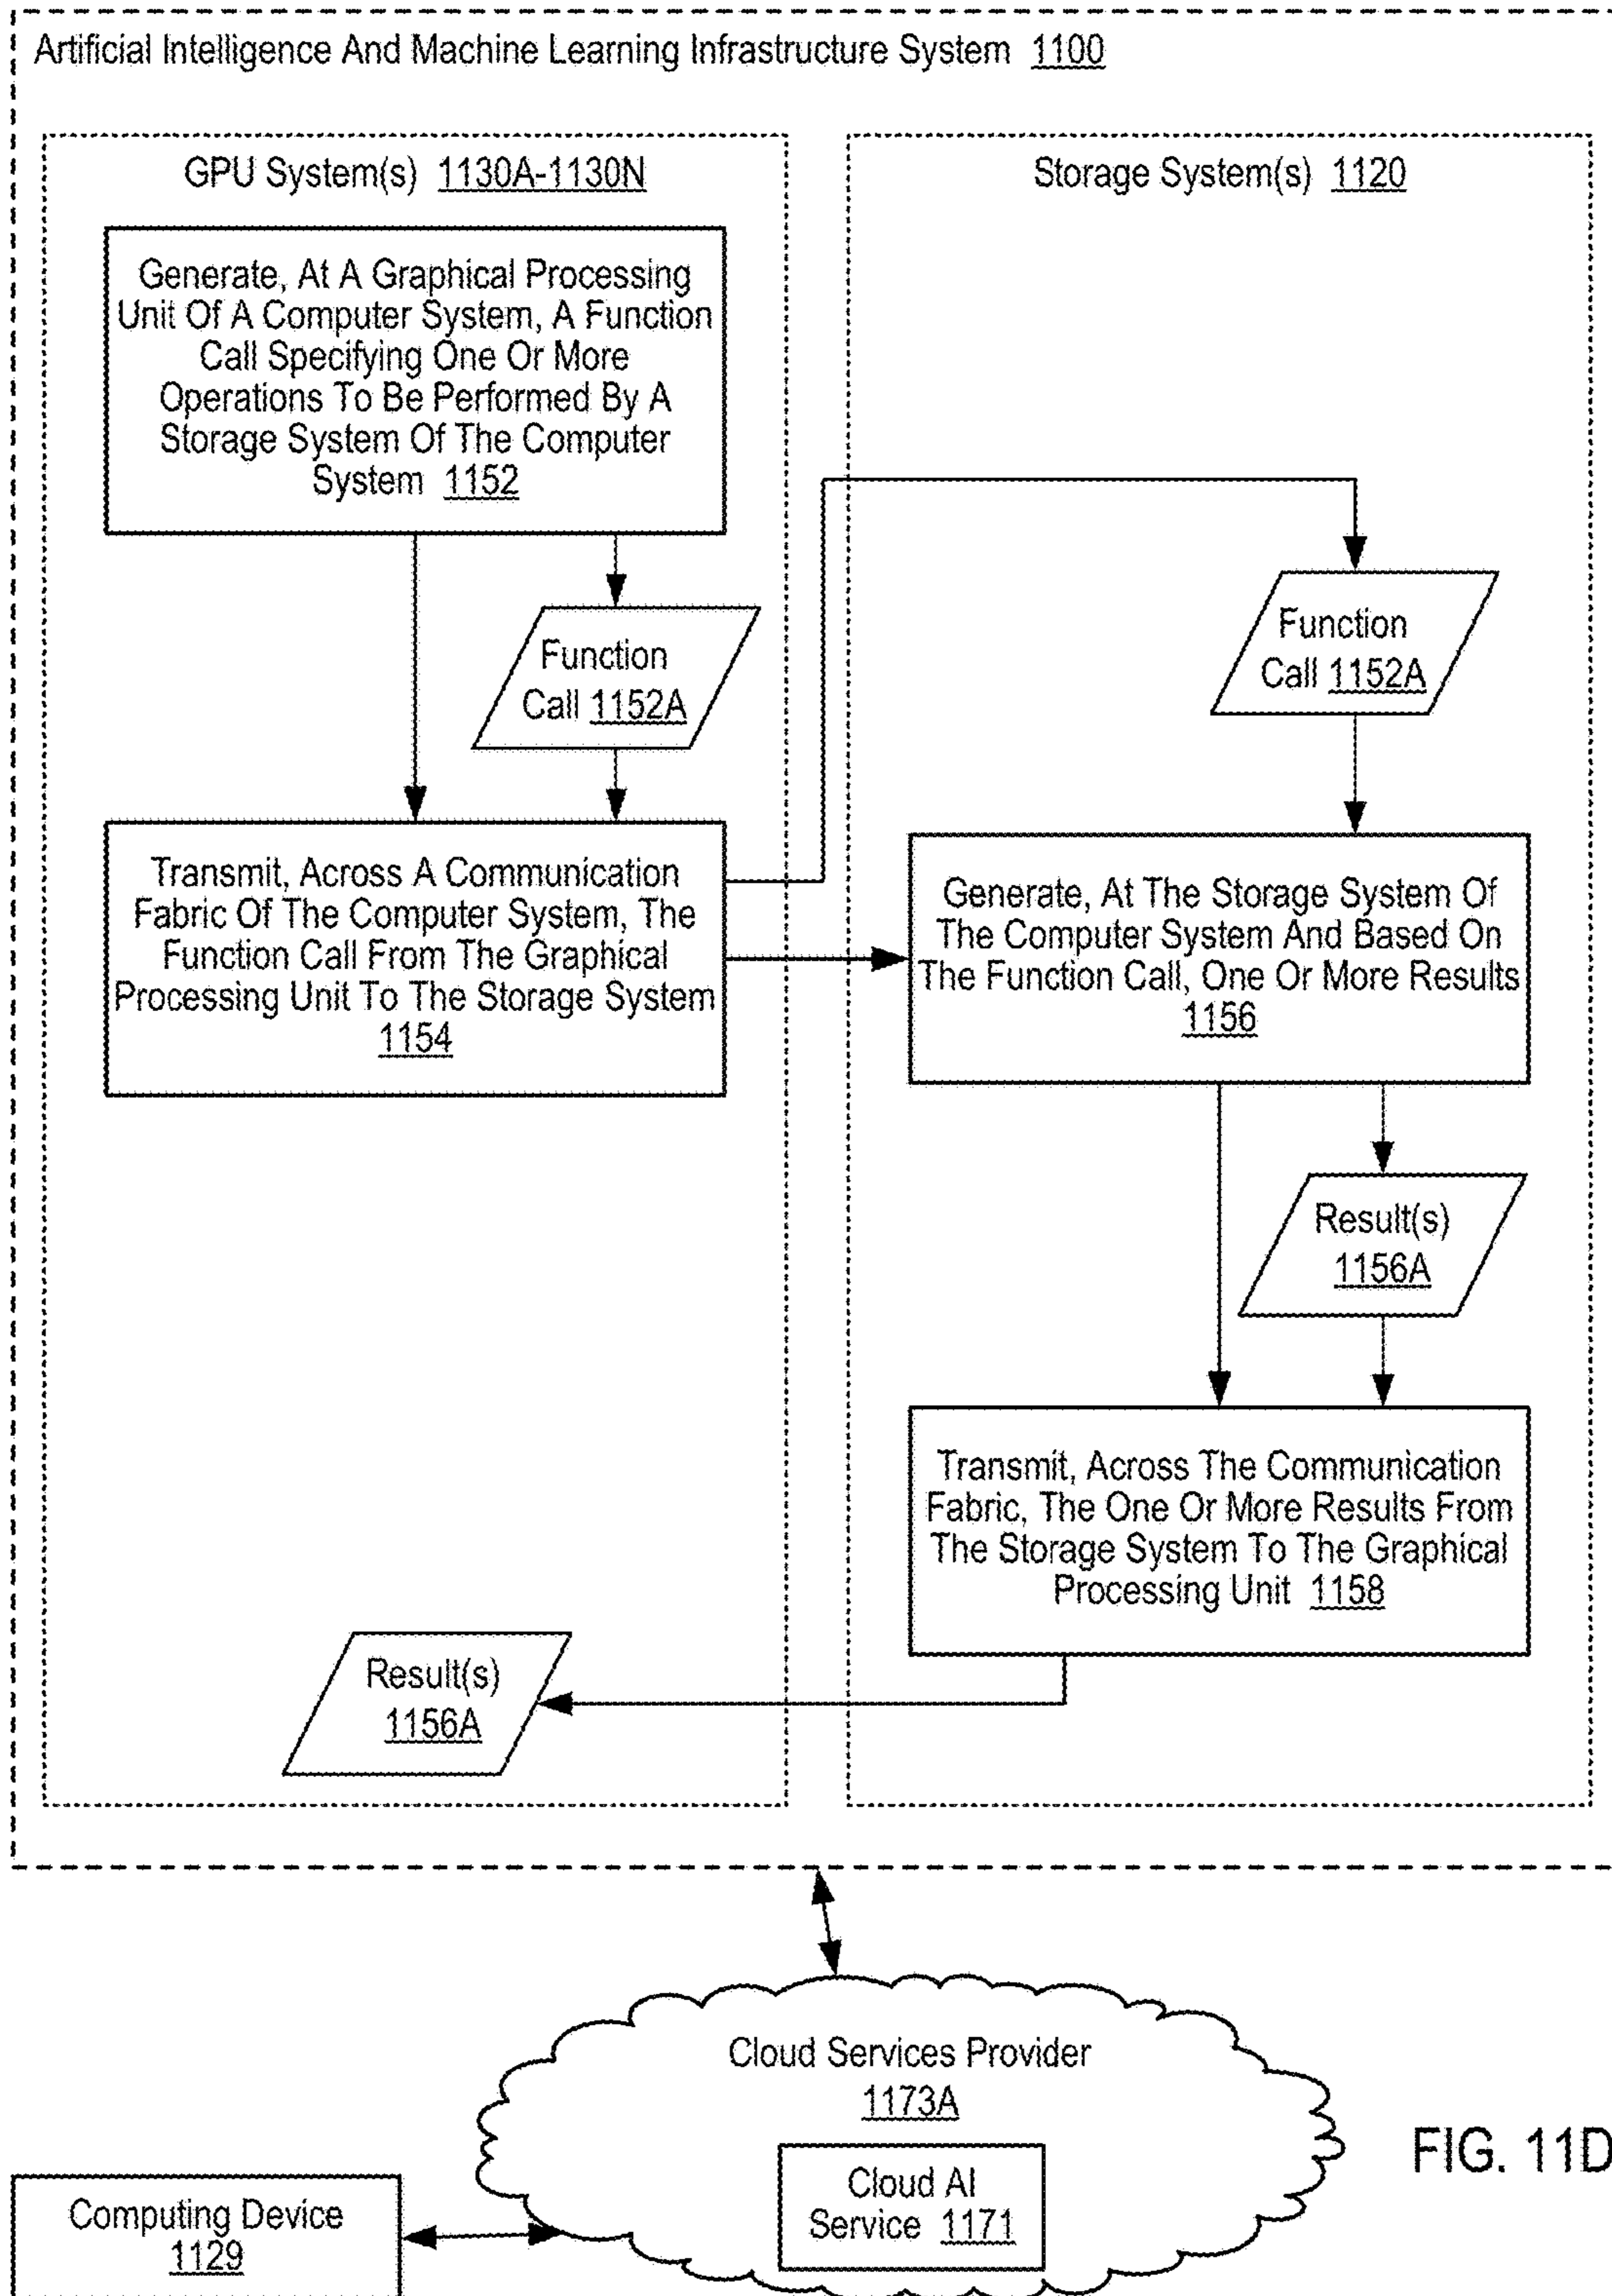 Artificial Intelligence And Machine Learning Infrastructure System 1100
GPU System(s) 1130A-1130N
Generate, At A Graphical Processing
Unit Of A Computer System, A Function
Call Specifying One Or More
Operations To Be Performed By A
Storage System Of The Computer
System 1152
Function
Call 1152A
Transmit, Across A Communication
Fabric Of The Computer System, The
Function Call From The Graphical
Processing Unit To The Storage System
1154
Storage System(s) 1120
Function
Call 1152A
Generate, At The Storage System Of
The Computer System And Based On
The Function Call, One Or More Results
1156
Result(s)
1156A
Transmit, Across The Communication
Fabric, The One Or More Results From
The Storage System To The Graphical
Processing Unit 1158
Result(s)
1156A
Cloud Services Provider
1173A
Cloud AI
Service 1171
Computing Device
1129
FIG. 11D